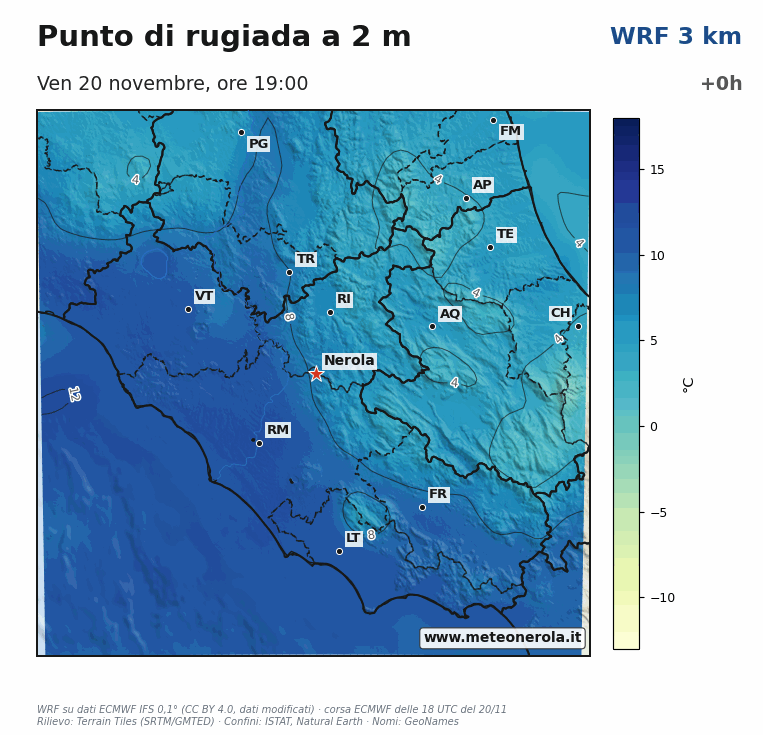 Punto di rugiada a 2 m
WRF 3 km
Ven 20 novembre, ore 19:00
+0h
FM
PG
4
4
AP
TE
4
TR
4
VT
RI
8
AQ
CH
4
Nerola
4
12
RM
FR
8
LT
www.meteonerola.it
15
10
5
0
−5
−10
°C
WRF su dati ECMWF IFS 0,1° (CC BY 4.0, dati modificati) · corsa ECMWF delle 18 UTC del 20/11
Rilievo: Terrain Tiles (SRTM/GMTED) · Confini: ISTAT, Natural Earth · Nomi: GeoNames